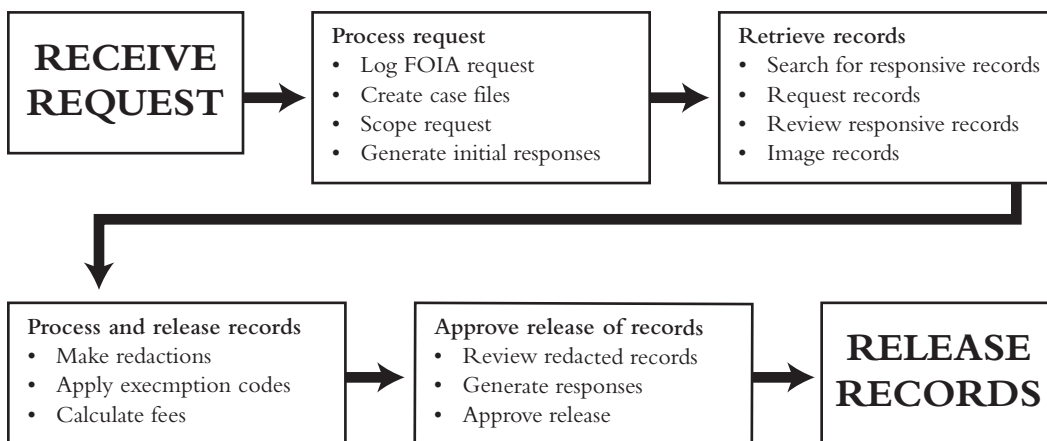 RECEIVE
REQUEST
Process request
• Log FOIA request
• Create case files
• Scope request
• Generate initial responses
Retrieve records
• Search for responsive records
• Request records
• Review responsive records
• Image records
Process and release records
• Make redactions
• Apply execmption codes
• Calculate fees
Approve release of records
• Review redacted records
• Generate responses
• Approve release
RELEASE
RECORDS